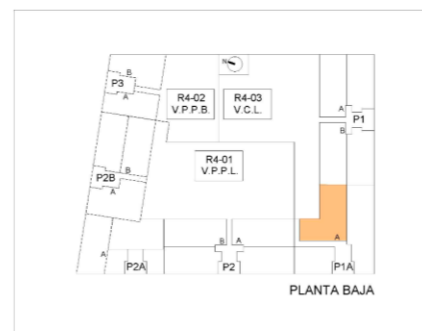 N
B
P3
A
R4-02
V.P.P.B.
R4-03
V.C.L.
A
P1
B
R4-01
V.P.P.L.
B
P2B
A
A
B
A
A
P2A
P2
P1A
PLANTA BAJA